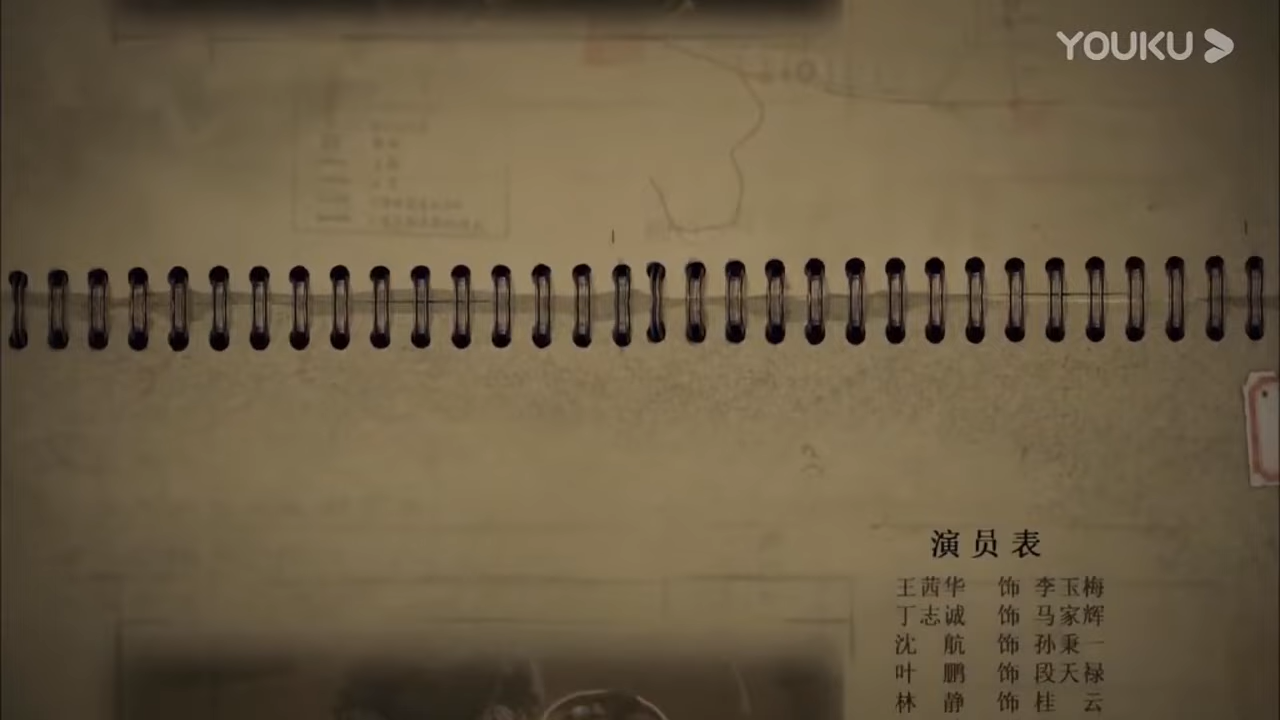 YOUKU
演员表
王茜华 饰 李玉梅
丁志诚 饰 马家辉
沈 航 饰 孙秉一
叶 鹏 饰 段天禄
林 静 饰 桂 云